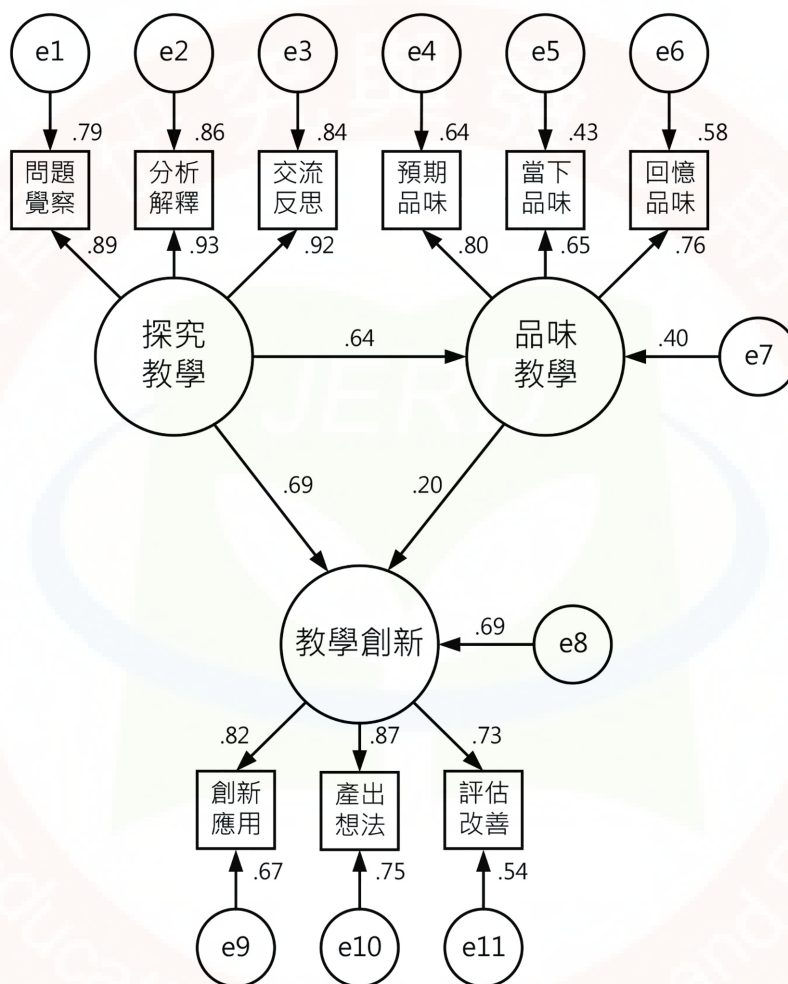 e1
e2
e3
e4
e5
e6
.79
.86
.84
.64
.43
.58
問題
覺察
分析
解釋
交流
反思
預期
品味
當下
品味
回憶
品味
.89
.93
.92
.80
.65
.76
探究
教學
.64
品味
教學
.40
e7
JERD
.69
.20
教學創新
.69
e8
.82
.87
.73
創新
應用
產出
想法
評估
改善
.67
.75
.54
e9
e10
e11